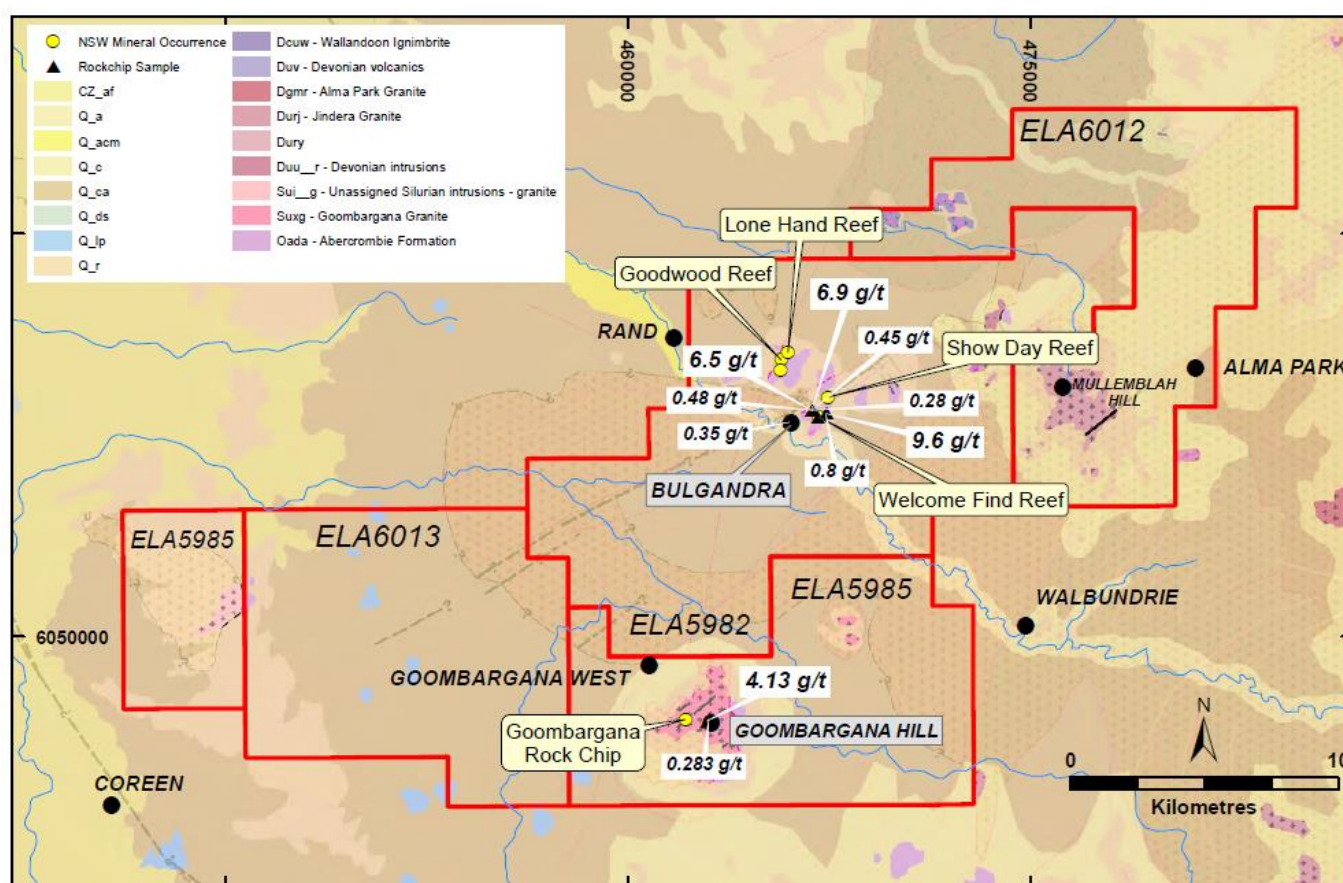 NSW Mineral Occurrence
Rockchip Sample
CZ_af
Q_a
Q_acm
Q_c
Q_ca
Q_ds
Q_lp
Q_r
Dcuw - Wallandoon Ignimbrite
Duv - Devonian volcanics
Dgmr - Alma Park Granite
Durj - Jindera Granite
Dury
Duu__r - Devonian intrusions
Sui__g - Unassigned Silurian intrusions - granite
Suxg - Goombargana Granite
Oada - Abercrombie Formation
460000
475000
ELA6012
Lone Hand Reef
Goodwood Reef
6.9 g/t
RAND
0.45 g/t
Show Day Reef
6.5 g/t
ALMA PARK
MULLEMBLAH
HILL
0.48 g/t
0.28 g/t
0.35 g/t
9.6 g/t
0.8 g/t
BULGANDRA
Welcome Find Reef
ELA5985
ELA6013
ELA5985
WALBUNDRIE
ELA5982
6050000
GOOMBARGANA WEST
4.13 g/t
Goombargana
Rock Chip
GOOMBARGANA HILL
0.283 g/t
N
0
10
Kilometres
COREEN